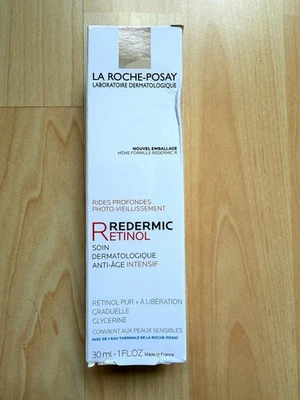 LA ROCHE-POSAY
LABORATOIRE DERMATOLOGIQUE
NOUVEL EMBALLAGE
MÊME FORMULE REDERMIC R
RIDES PROFONDES
PHOTO-VIEILLISSEMENT
REDERMIC
RETINOL
SOIN
DERMATOLOGIQUE
ANTI-ÂGE INTENSIF
RÉTINOL PUR + À LIBÉRATION
GRADUELLE
GLYCERINE
CONVIENT AUX PEAUX SENSIBLES
AVEC DE L'EAU THERMALE DE LA ROCHE-POSAY
30 ml - 1 FL.OZ Made in France